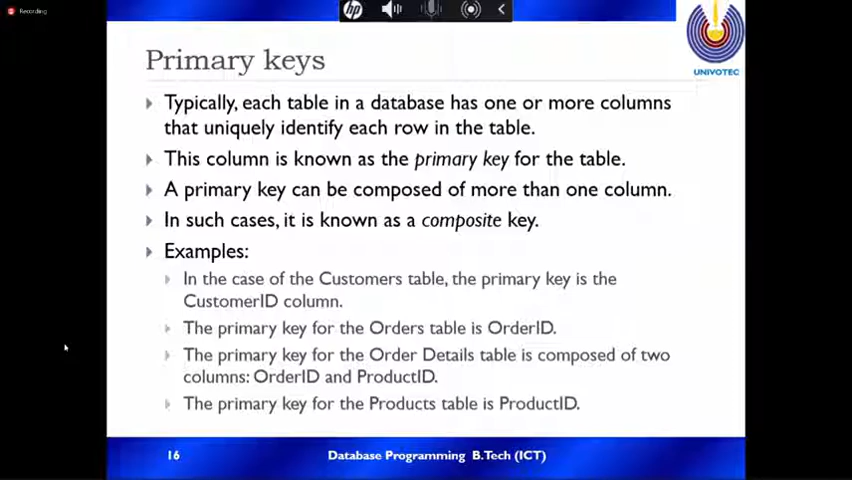 Recording
hp
UNIVOTEC
Primary keys
Typically, each table in a database has one or more columns
that uniquely identify each row in the table.
This column is known as the primary key for the table.
A primary key can be composed of more than one column.
In such cases, it is known as a composite key.
Examples:
In the case of the Customers table, the primary key is the
CustomerID column.
The primary key for the Orders table is OrderID.
The primary key for the Order Details table is composed of two
columns: OrderID and ProductID.
The primary key for the Products table is ProductID.
16
Database Programming B.Tech (ICT)